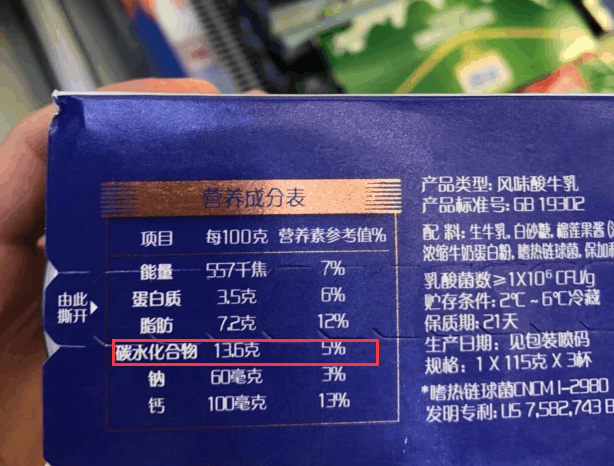 营养成分表
项目 每100克 营养素参考值%
能量 557千焦 7%
蛋白质 3.5克 6%
脂肪 7.2克 12%
碳水化合物 13.6克 5%
钠 60毫克 3%
钙 100毫克 13%
由此
撕开
产品类型: 风味酸牛乳
产品标准号: GB 19302
配 料: 生牛乳, 白砂糖, 榴莲果酱
浓缩牛奶蛋白粉, 嗜热链球菌, 保加利
乳酸菌数≥1X10⁶ CFU/g
贮存条件: 2℃ ~ 6℃冷藏
保质期: 21天
生产日期: 见包装喷码
规格: 1 X 115克 X 3杯
*嗜热链球菌CNCM I-2980
发明专利: US 7,582,743 B